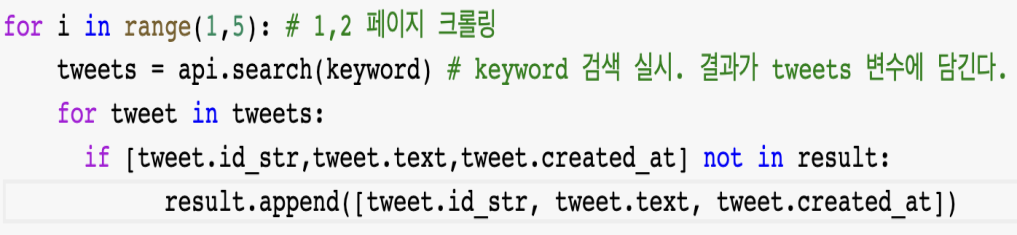 for i in range(1,5): # 1,2 페이지 크롤링
    tweets = api.search(keyword) # keyword 검색 실시. 결과가 tweets 변수에 담긴다.
    for tweet in tweets:
      if [tweet.id_str,tweet.text,tweet.created_at] not in result:
            result.append([tweet.id_str, tweet.text, tweet.created_at])